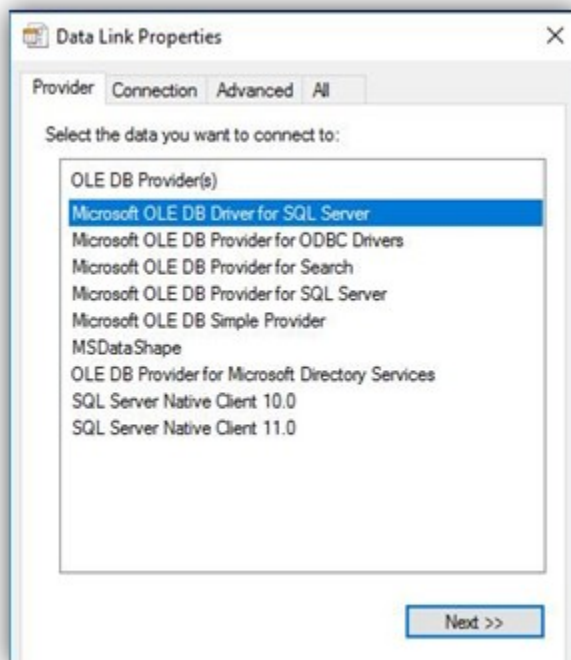 Data Link Properties
Provider Connection Advanced All
Select the data you want to connect to:
OLE DB Provider(s)
Microsoft OLE DB Driver for SQL Server
Microsoft OLE DB Provider for ODBC Drivers
Microsoft OLE DB Provider for Search
Microsoft OLE DB Provider for SQL Server
Microsoft OLE DB Simple Provider
MSDataShape
OLE DB Provider for Microsoft Directory Services
SQL Server Native Client 10.0
SQL Server Native Client 11.0
Next >>